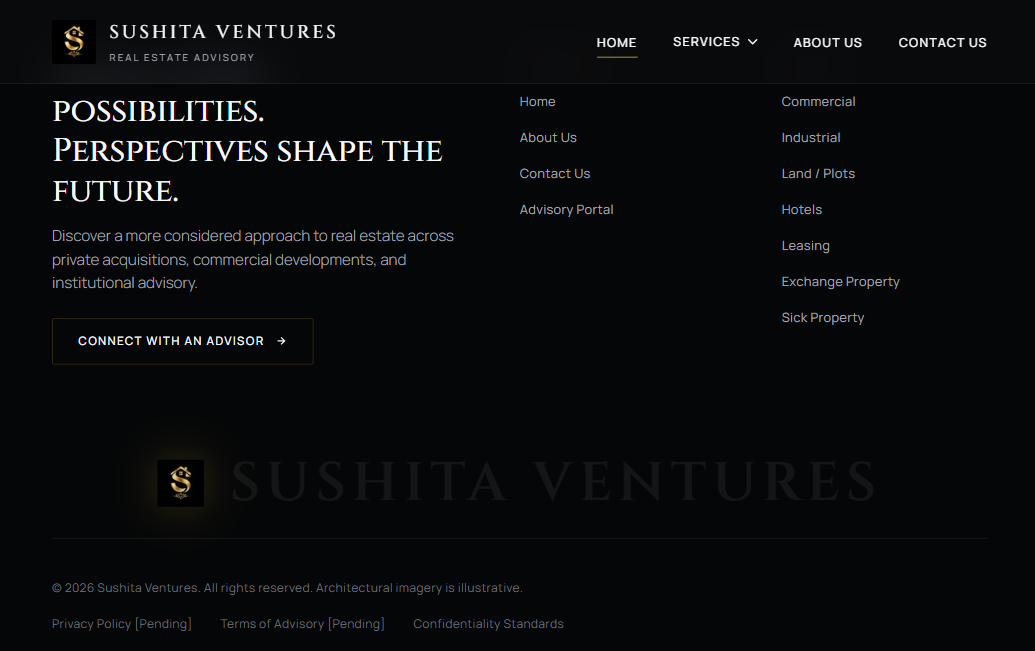 SUSHITA VENTURES
REAL ESTATE ADVISORY
HOME
SERVICES
ABOUT US
CONTACT US
POSSIBILITIES.
PERSPECTIVES SHAPE THE
FUTURE.
Discover a more considered approach to real estate across
private acquisitions, commercial developments, and
institutional advisory.
CONNECT WITH AN ADVISOR →
Home
About Us
Contact Us
Advisory Portal
Commercial
Industrial
Land / Plots
Hotels
Leasing
Exchange Property
Sick Property
S SUSHITA VENTURES
© 2026 Sushita Ventures. All rights reserved. Architectural imagery is illustrative.
Privacy Policy [Pending]
Terms of Advisory [Pending]
Confidentiality Standards